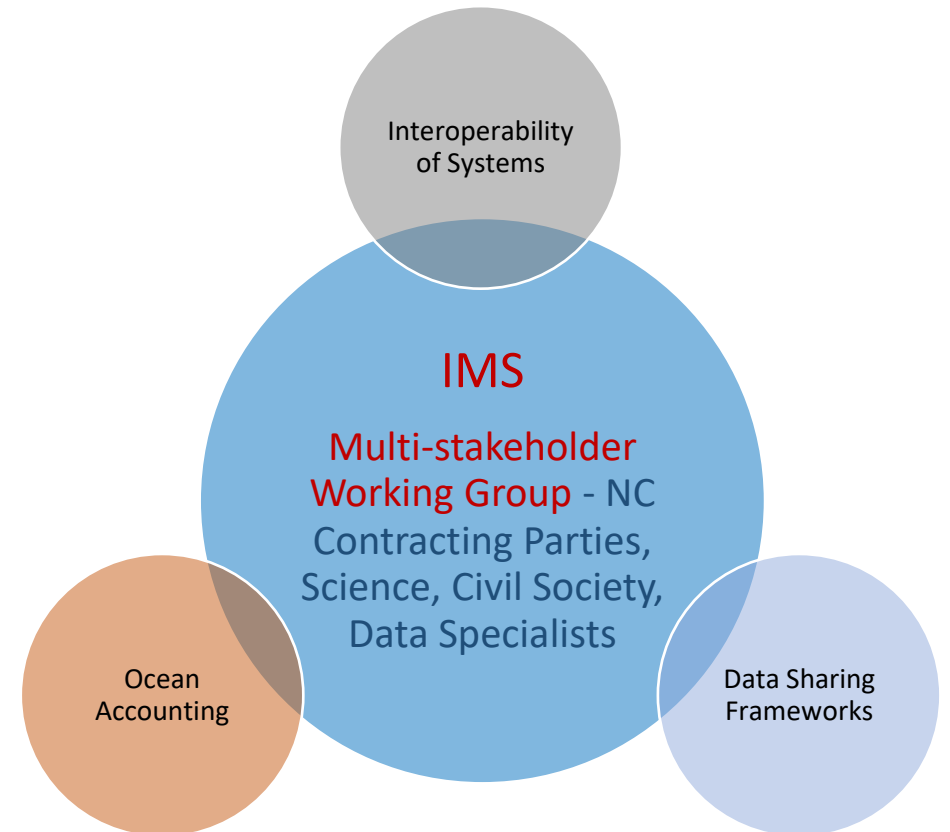 Interoperability
of Systems
IMS
Multi-stakeholder
Working Group - NC
Contracting Parties,
Science, Civil Society,
Data Specialists
Ocean
Accounting
Data Sharing
Frameworks